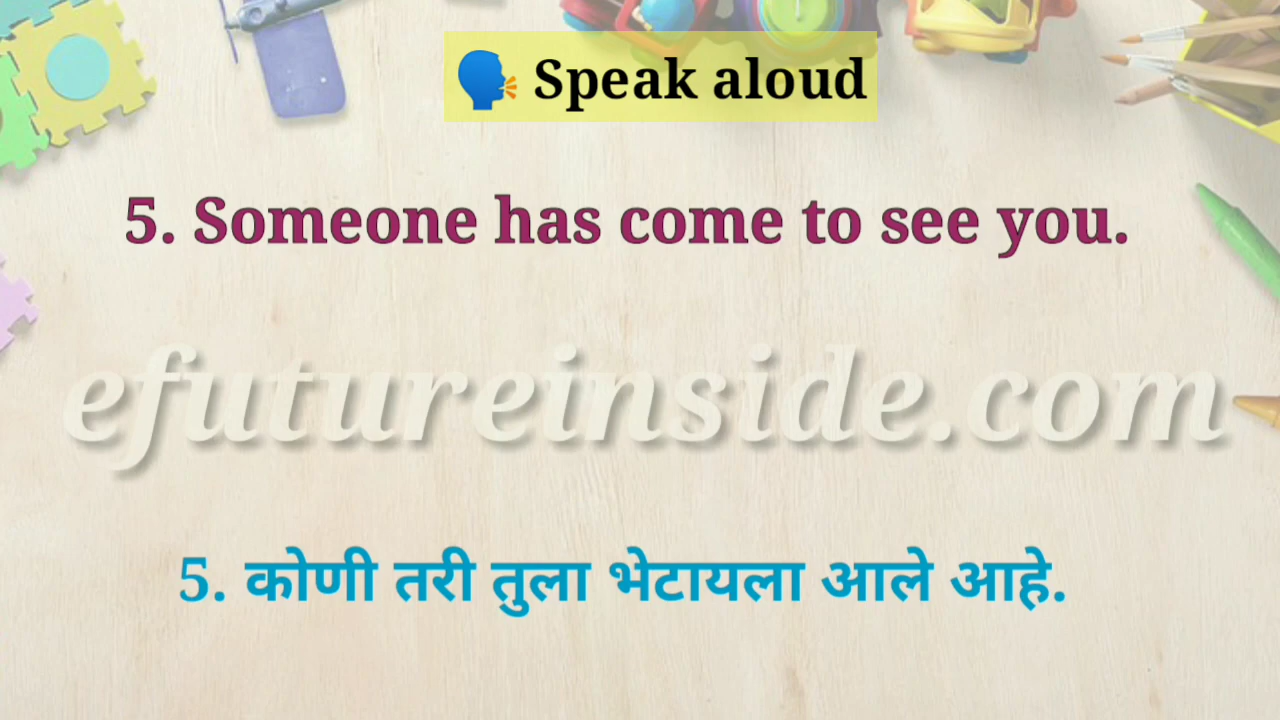 🗣️ Speak aloud
5. Someone has come to see you.
efutureinside.com
5. कोणी तरी तुला भेटायला आले आहे.